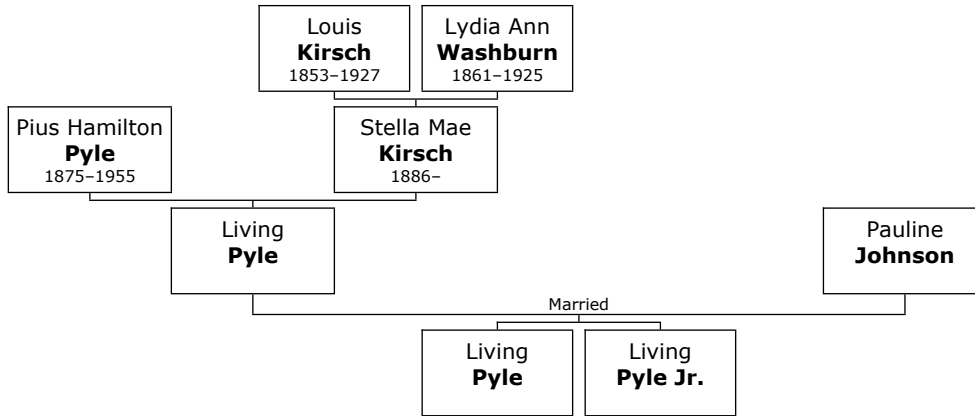 Louis
Kirsch
1853–1927
Lydia Ann
Washburn
1861–1925
Pius Hamilton
Pyle
1875–1955
Stella Mae
Kirsch
1886–
Living
Pyle
Pauline
Johnson
Married
Living
Pyle
Living
Pyle Jr.